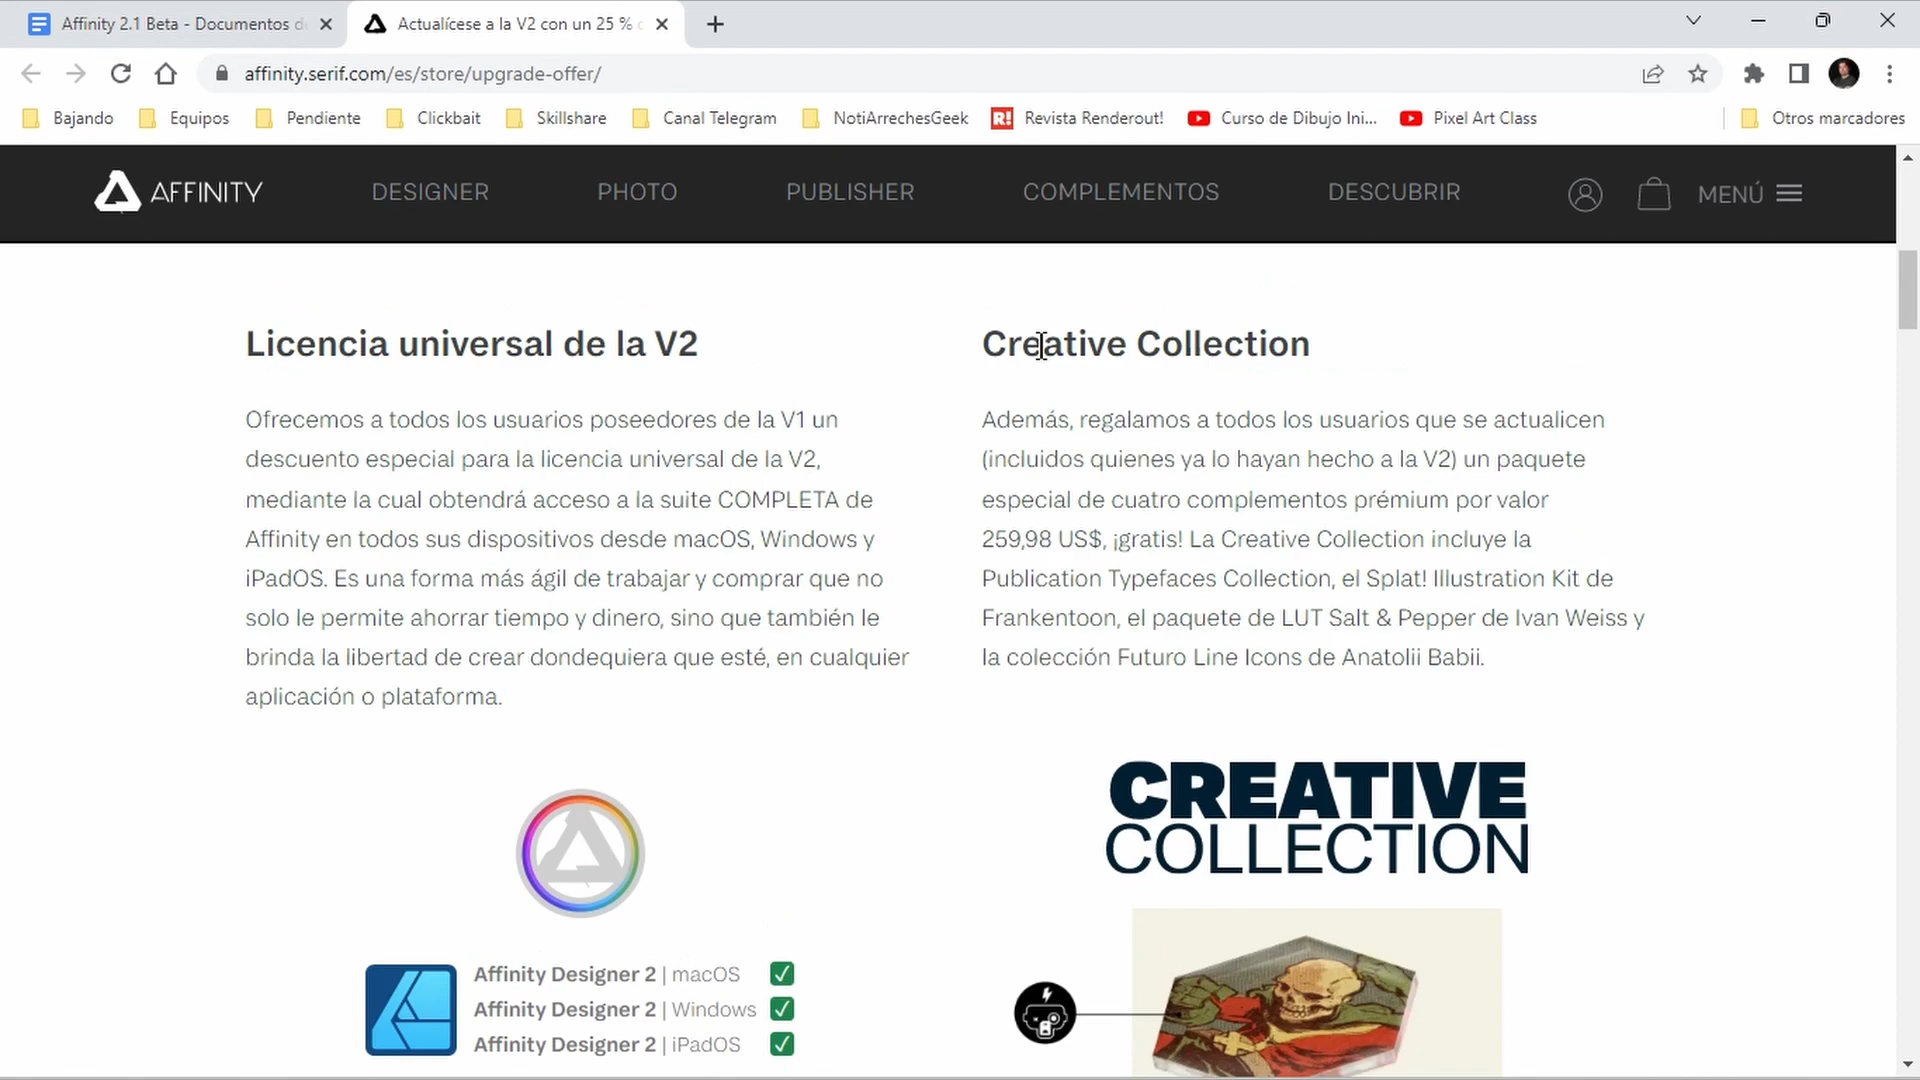 Affinity 2.1 Beta - Documentos d
Actualícese a la V2 con un 25 %
affinity.serif.com/es/store/upgrade-offer/
Bajando
Equipos
Pendiente
Clickbait
Skillshare
Canal Telegram
NotiArrechesGeek
R! Revista Renderout!
Curso de Dibujo Ini...
Pixel Art Class
Otros marcadores
AFFINITY
DESIGNER
PHOTO
PUBLISHER
COMPLEMENTOS
DESCUBRIR
MENÚ
Licencia universal de la V2
Ofrecemos a todos los usuarios poseedores de la V1 un
descuento especial para la licencia universal de la V2,
mediante la cual obtendrá acceso a la suite COMPLETA de
Affinity en todos sus dispositivos desde macOS, Windows y
iPadOS. Es una forma más ágil de trabajar y comprar que no
solo le permite ahorrar tiempo y dinero, sino que también le
brinda la libertad de crear dondequiera que esté, en cualquier
aplicación o plataforma.
Affinity Designer 2 | macOS
Affinity Designer 2 | Windows
Affinity Designer 2 | iPadOS
Creative Collection
Además, regalamos a todos los usuarios que se actualicen
(incluidos quienes ya lo hayan hecho a la V2) un paquete
especial de cuatro complementos prémium por valor
259,98 US$, ¡gratis! La Creative Collection incluye la
Publication Typefaces Collection, el Splat! Illustration Kit de
Frankentoon, el paquete de LUT Salt & Pepper de Ivan Weiss y
la colección Futuro Line Icons de Anatolii Babii.
CREATIVE
COLLECTION